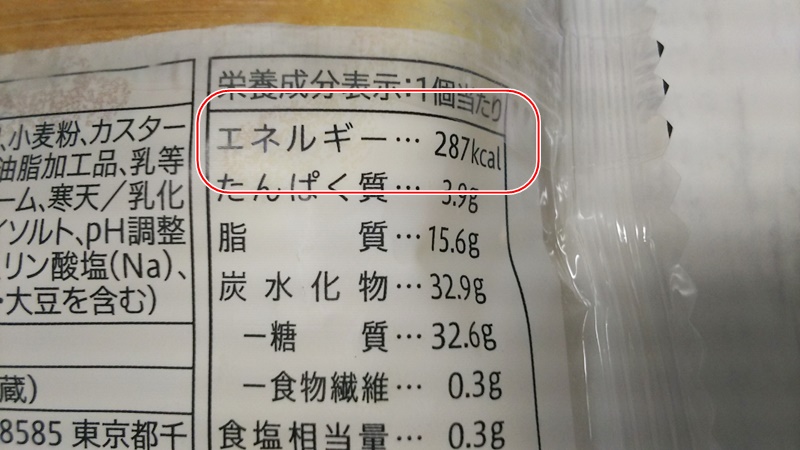 小麦粉、カスター
油脂加工品、乳等
ーム、寒天／乳化
イソルト、pH調整
リン酸塩(Na)、
・大豆を含む)
蔵)
8585 東京都千
栄養成分表示:1個当たり
エネルギー… 287kcal
たんぱく質… 3.9g
脂質…15.6g
炭水化物…32.9g
ー糖質…32.6g
ー食物繊維… 0.3g
食塩相当量… 0.3g